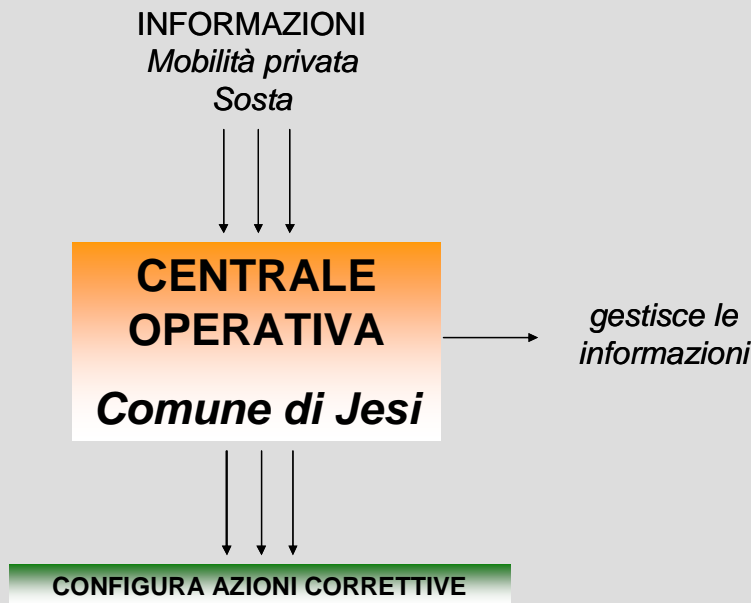 INFORMAZIONI
Mobilità privata
Sosta
CENTRALE
OPERATIVA
Comune di Jesi
gestisce le
informazioni
CONFIGURA AZIONI CORRETTIVE